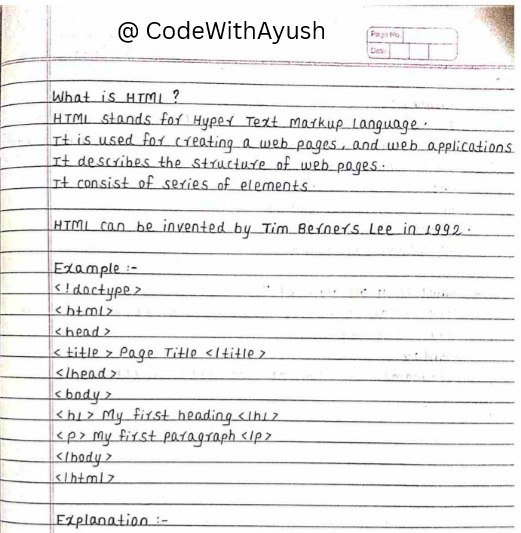 @ CodeWithAyush
Page No.
Date
What is HTML ?
HTML stands for Hyper Text Markup Language.
It is used for creating a web pages, and web applications
It describes the structure of web pages.
It consist of series of elements.
HTML can be invented by Tim Berners Lee in 1992.
Example :-
<!doctype>
<html>
<head>
<title> Page Title </title>
</head>
<body>
<h1> My first heading </h1>
<p> my first paragraph </p>
</body>
</html>
Explanation :-